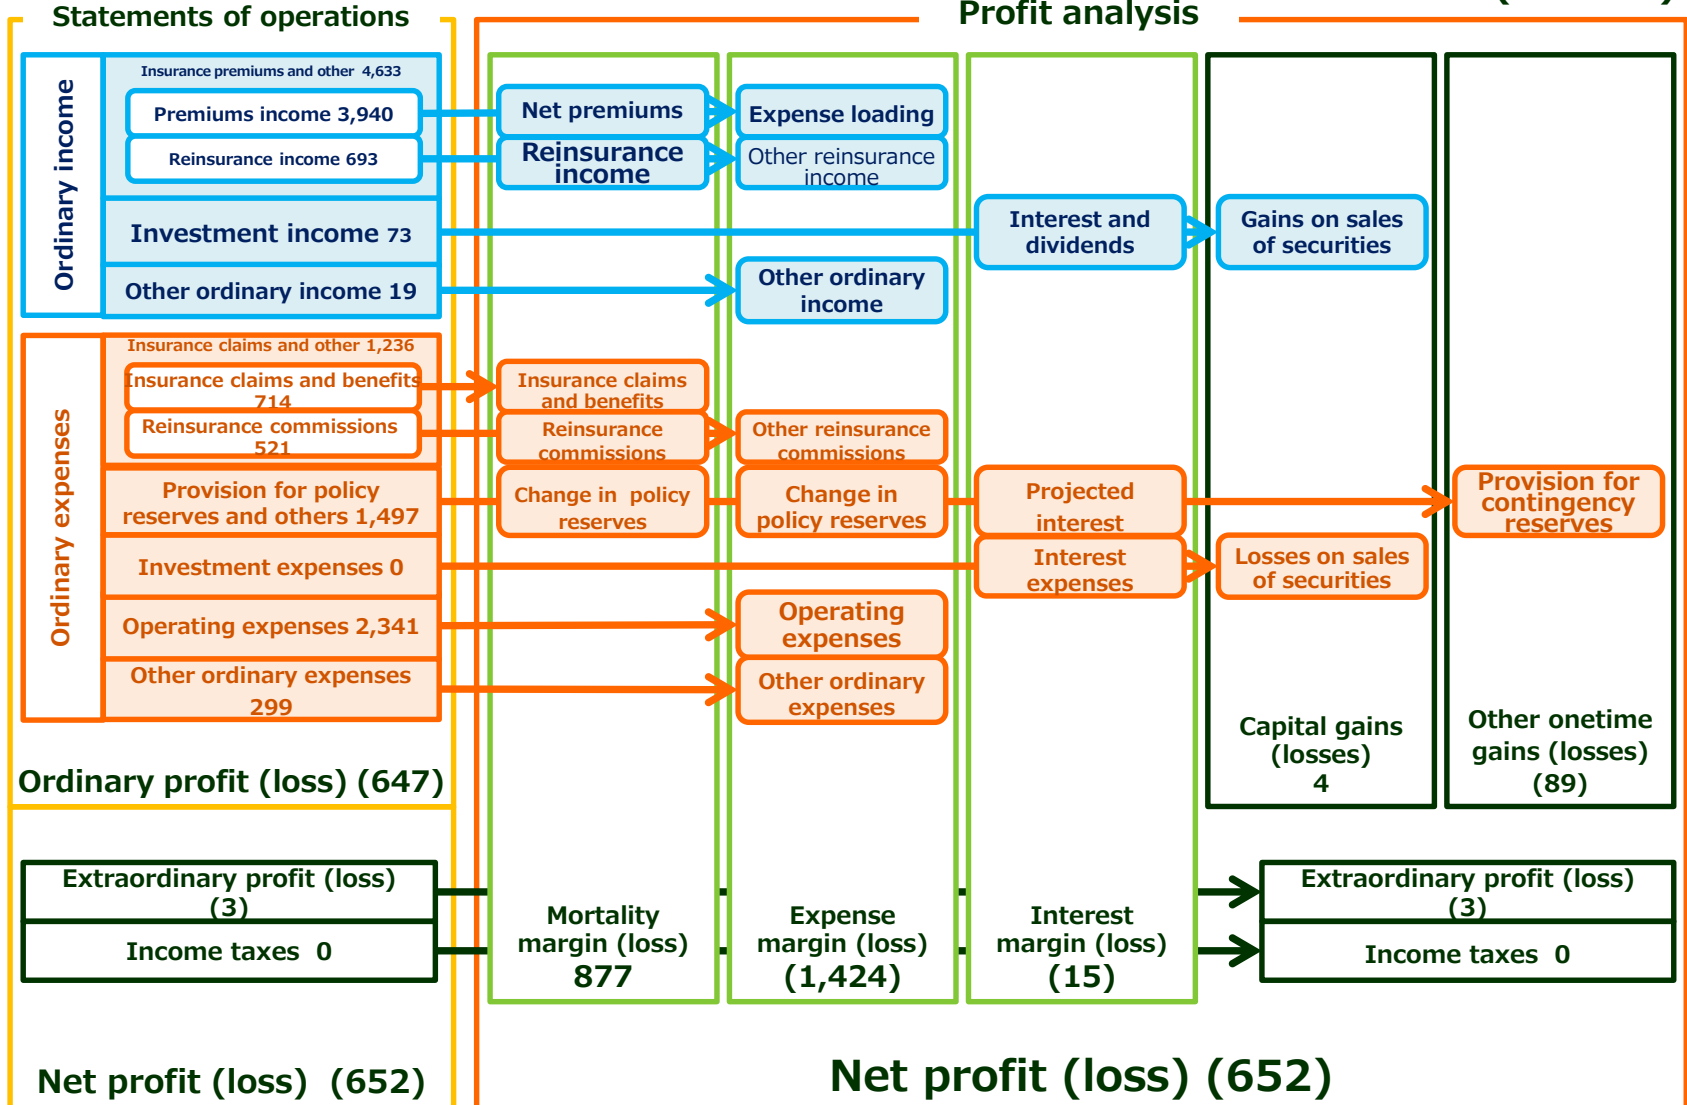 Statements of operations
Profit analysis
Ordinary income
Insurance premiums and other 4,633
Premiums income 3,940
Reinsurance income 693
Investment income 73
Other ordinary income 19
Net premiums
Expense loading
Reinsurance
income
Other reinsurance
income
Interest and
dividends
Gains on sales
of securities
Other ordinary
income
Ordinary expenses
Insurance claims and other 1,236
Insurance claims and benefits
714
Reinsurance commissions
521
Provision for policy
reserves and others 1,497
Investment expenses 0
Operating expenses 2,341
Other ordinary expenses
299
Insurance claims
and benefits
Reinsurance
commissions
Other reinsurance
commissions
Change in policy
reserves
Change in
policy reserves
Projected
interest
Provision for
contingency
reserves
Interest
expenses
Losses on sales
of securities
Operating
expenses
Other ordinary
expenses
Capital gains
(losses)
4
Other onetime
gains (losses)
(89)
Ordinary profit (loss) (647)
Extraordinary profit (loss)
(3)
Income taxes 0
Mortality
margin (loss)
877
Expense
margin (loss)
(1,424)
Interest
margin (loss)
(15)
Extraordinary profit (loss)
(3)
Income taxes 0
Net profit (loss) (652)
Net profit (loss) (652)